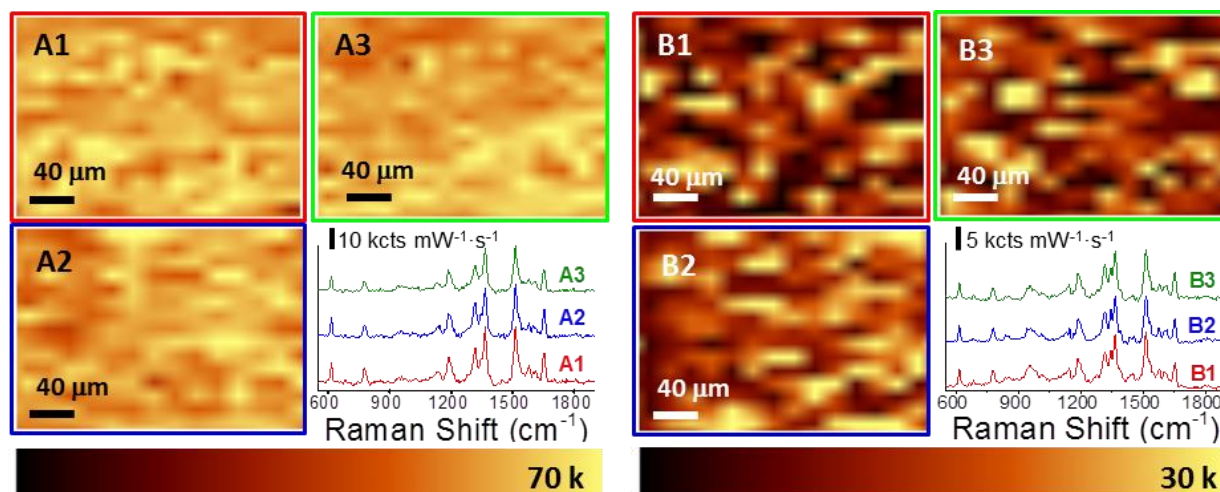 A1
40 µm
A3
40 µm
A2
40 µm
10 kcts mW⁻¹·s⁻¹
A3
A2
A1
600 900 1200 1500 1800
Raman Shift (cm⁻¹)
70 k
B1
40 µm
B3
40 µm
B2
40 µm
5 kcts mW⁻¹·s⁻¹
B3
B2
B1
600 900 1200 1500 1800
Raman Shift (cm⁻¹)
30 k